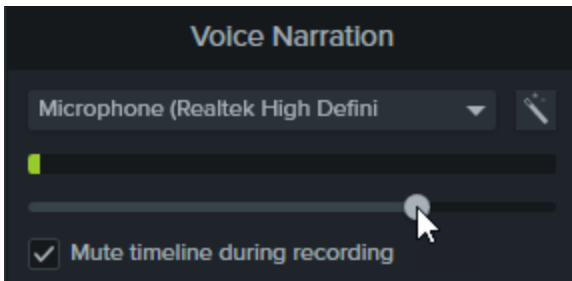 Voice Narration
Microphone (Realtek High Defini
Mute timeline during recording